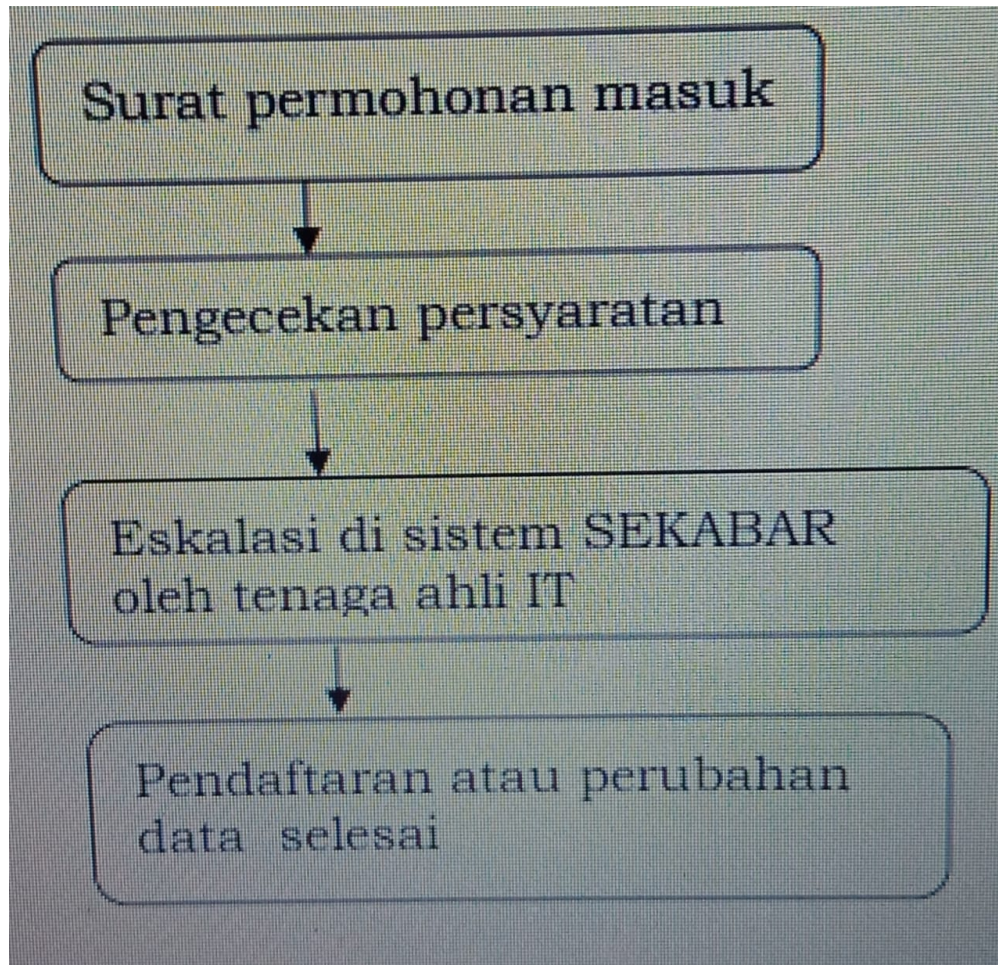 Surat permohonan masuk
Pengecekan persyaratan
Eskalasi di sistem SEKABAR
oleh tenaga ahli IT
Pendaftaran atau perubahan
data selesai